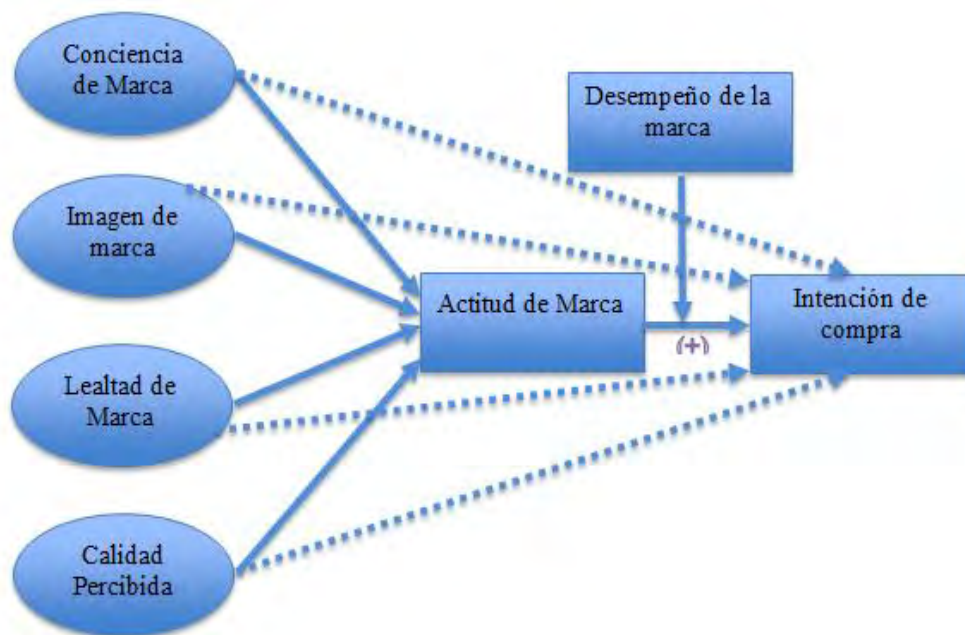 Conciencia
de Marca
Desempeño de la
marca
Imagen de
marca
Actitud de Marca
Intención de
compra
(+)
Lealtad de
Marca
Calidad
Percibida